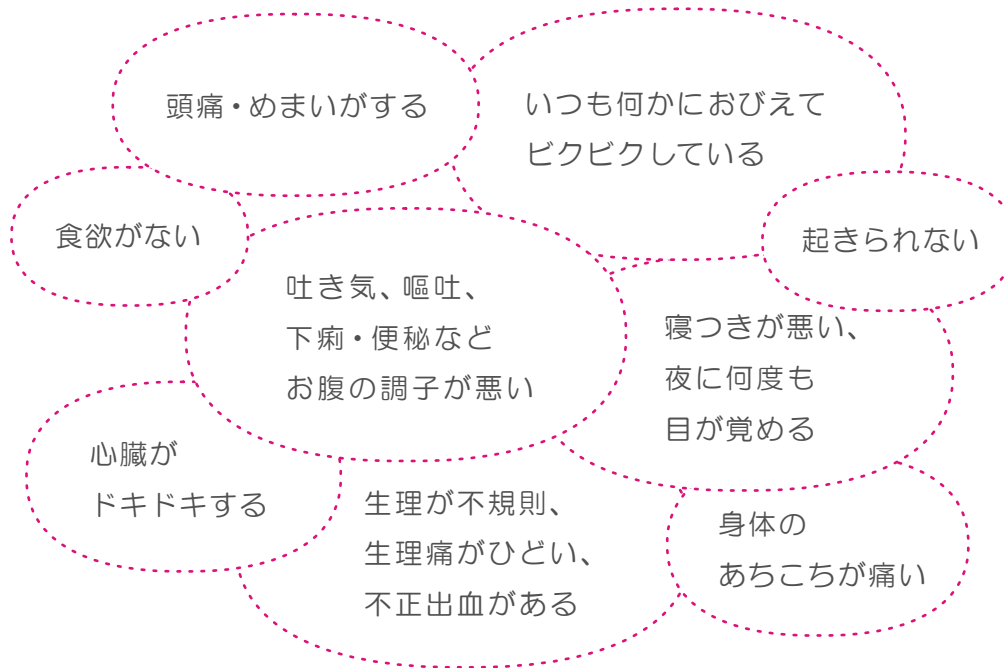 頭痛・めまいがする
いつも何かにおびえて
ビクビクしている
食欲がない
起きられない
吐き気、嘔吐、
下痢・便秘など
お腹の調子が悪い
寝つきが悪い、
夜に何度も
目が覚める
心臓が
ドキドキする
生理が不規則、
生理痛がひどい、
不正出血がある
身体の
あちこちが痛い